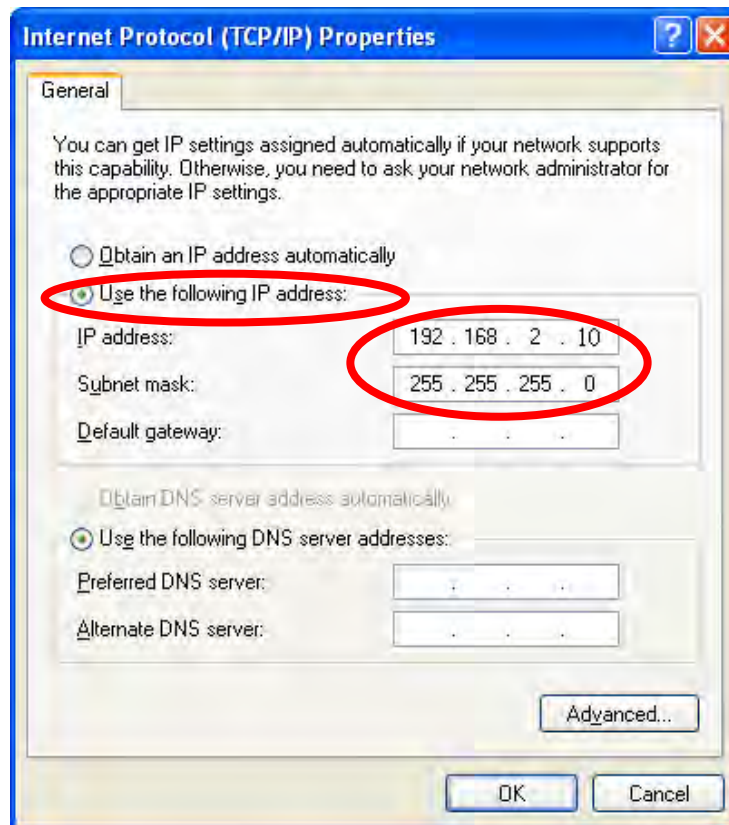 Internet Protocol (TCP/IP) Properties
General
You can get IP settings assigned automatically if your network supports
this capability. Otherwise, you need to ask your network administrator for
the appropriate IP settings.
Obtain an IP address automatically
Use the following IP address:
IP address: 192 . 168 . 2 . 10
Subnet mask: 255 . 255 . 255 . 0
Default gateway: . . .
Obtain DNS server address automatically
Use the following DNS server addresses:
Preferred DNS server: . . .
Alternate DNS server: . . .
Advanced...
OK Cancel